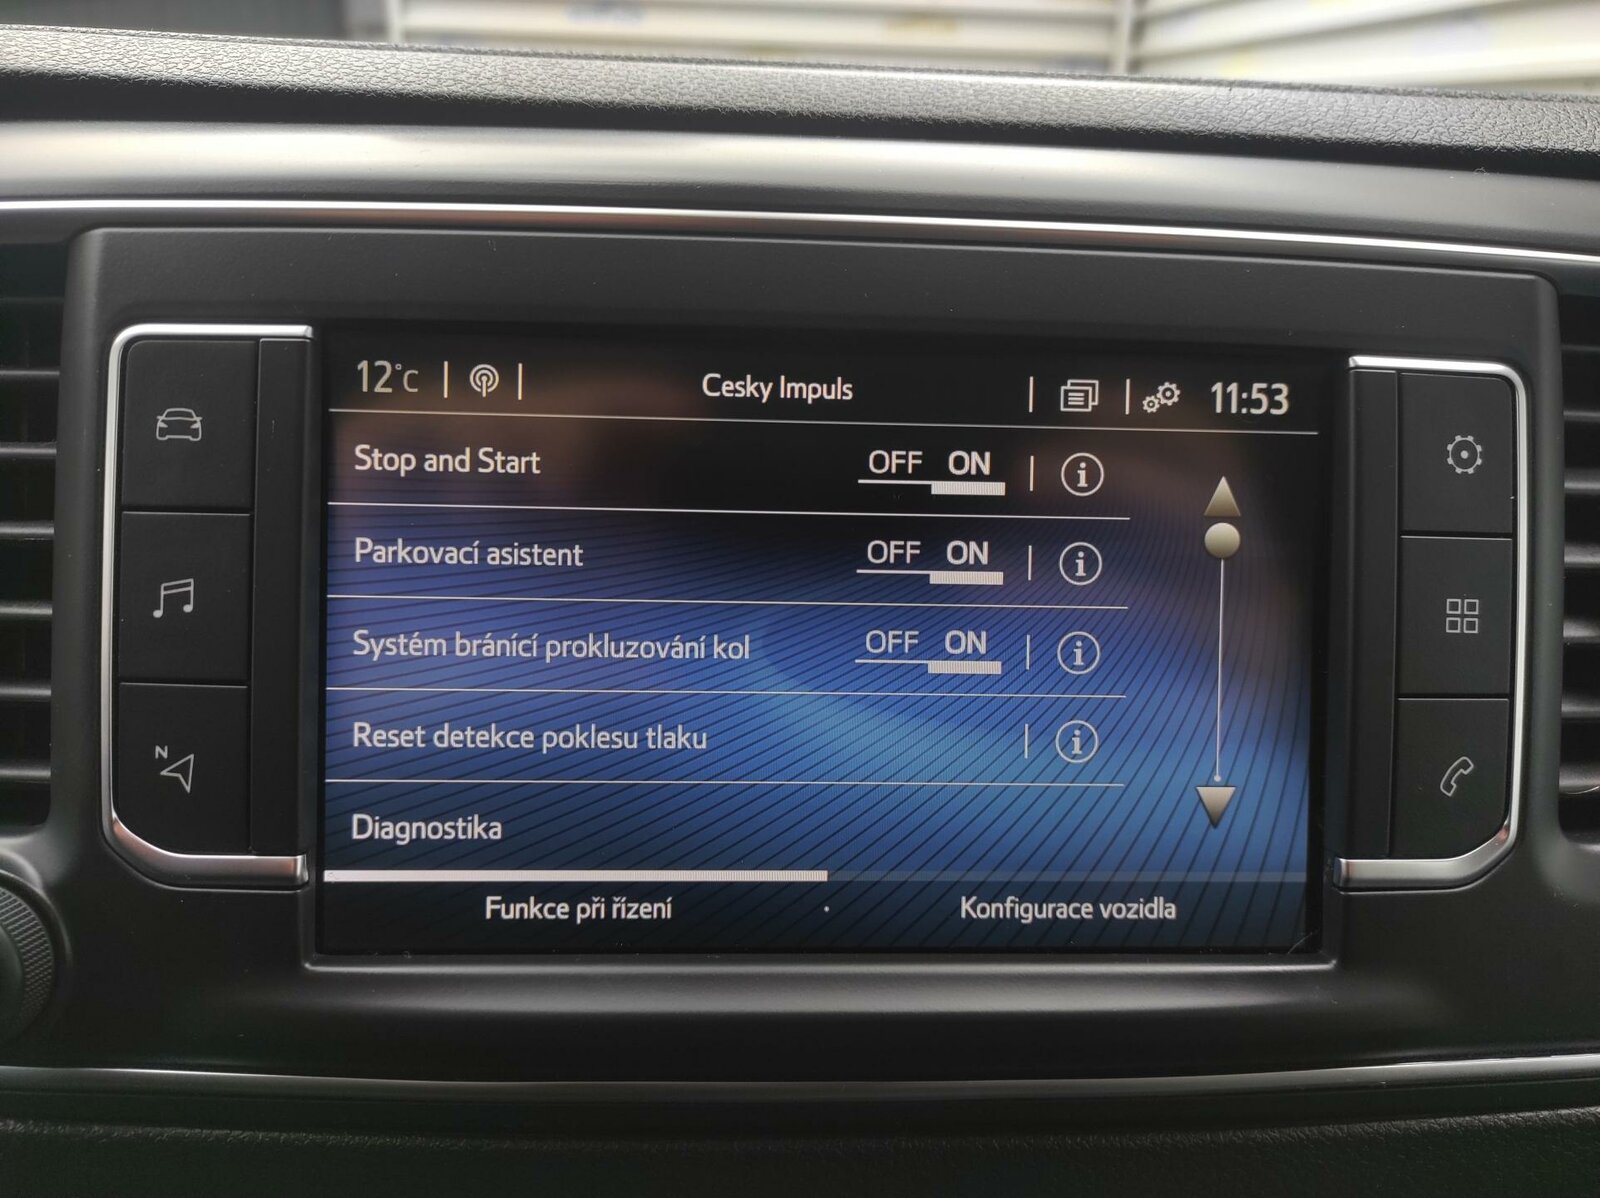 12°C Cesky Impuls 11:53
Stop and Start OFF ON i
Parkovací asistent OFF ON i
Systém bránící prokluzování kol OFF ON i
Reset detekce poklesu tlaku i
Diagnostika
Funkce při řízení Konfigurace vozidla
N